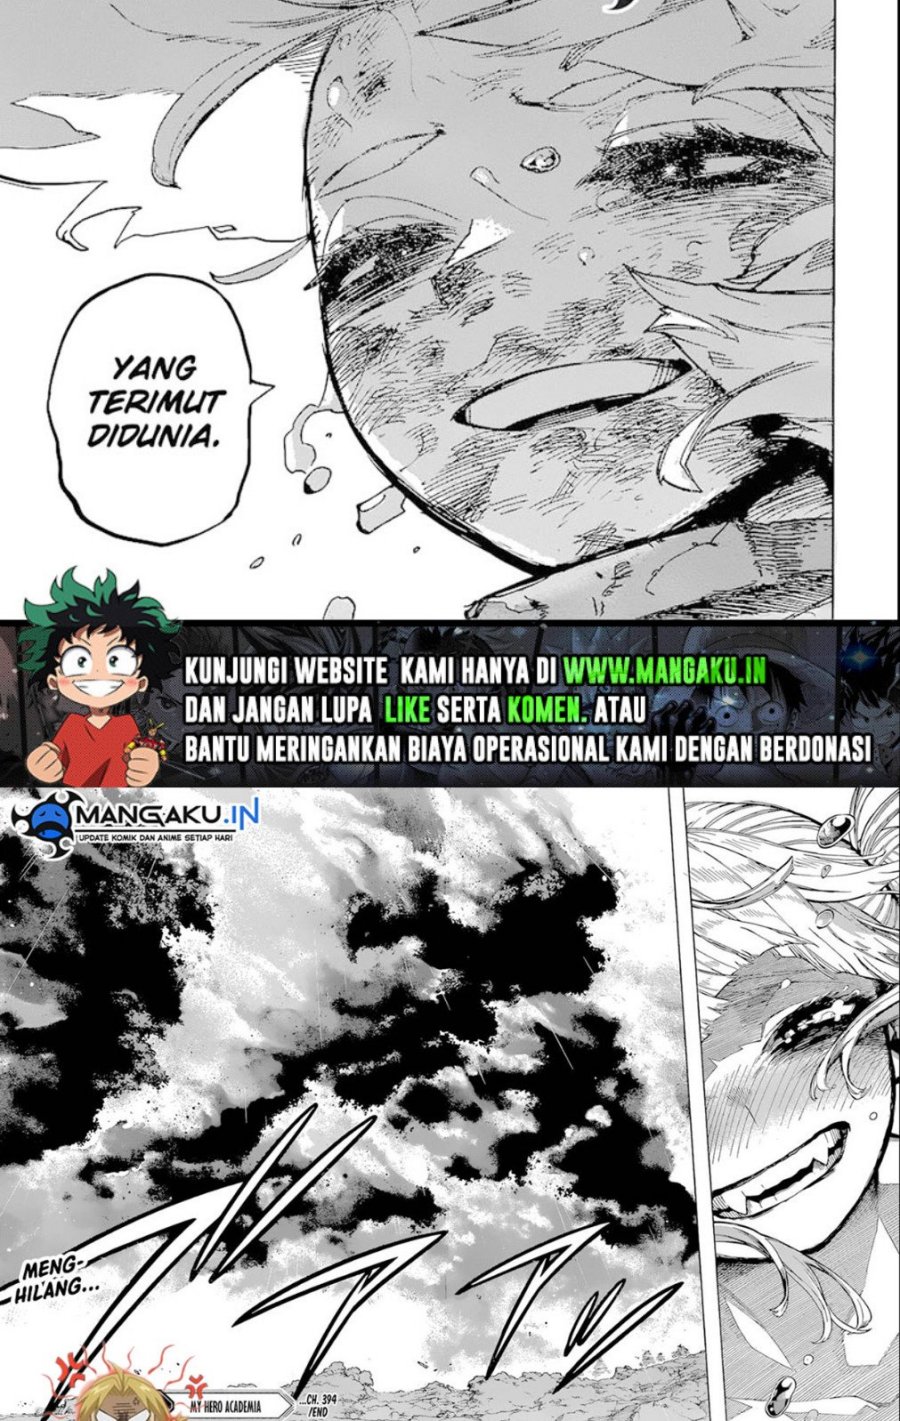 YANG
TERIMUT
DIDUNIA.
KUNJUNGI WEBSITE KAMI HANYA DI WWW.MANGAKU.IN
DAN JANGAN LUPA LIKE SERTA KOMEN. ATAU
BANTU MERINGANKAN BIAYA OPERASIONAL KAMI DENGAN BERDONASI
MANGAKU.IN
UPDATE KOMIK DAN ANIME SETIAP HARI
MENG-
HILANG...
MY HERO ACADEMIA
...CH. 394
/END